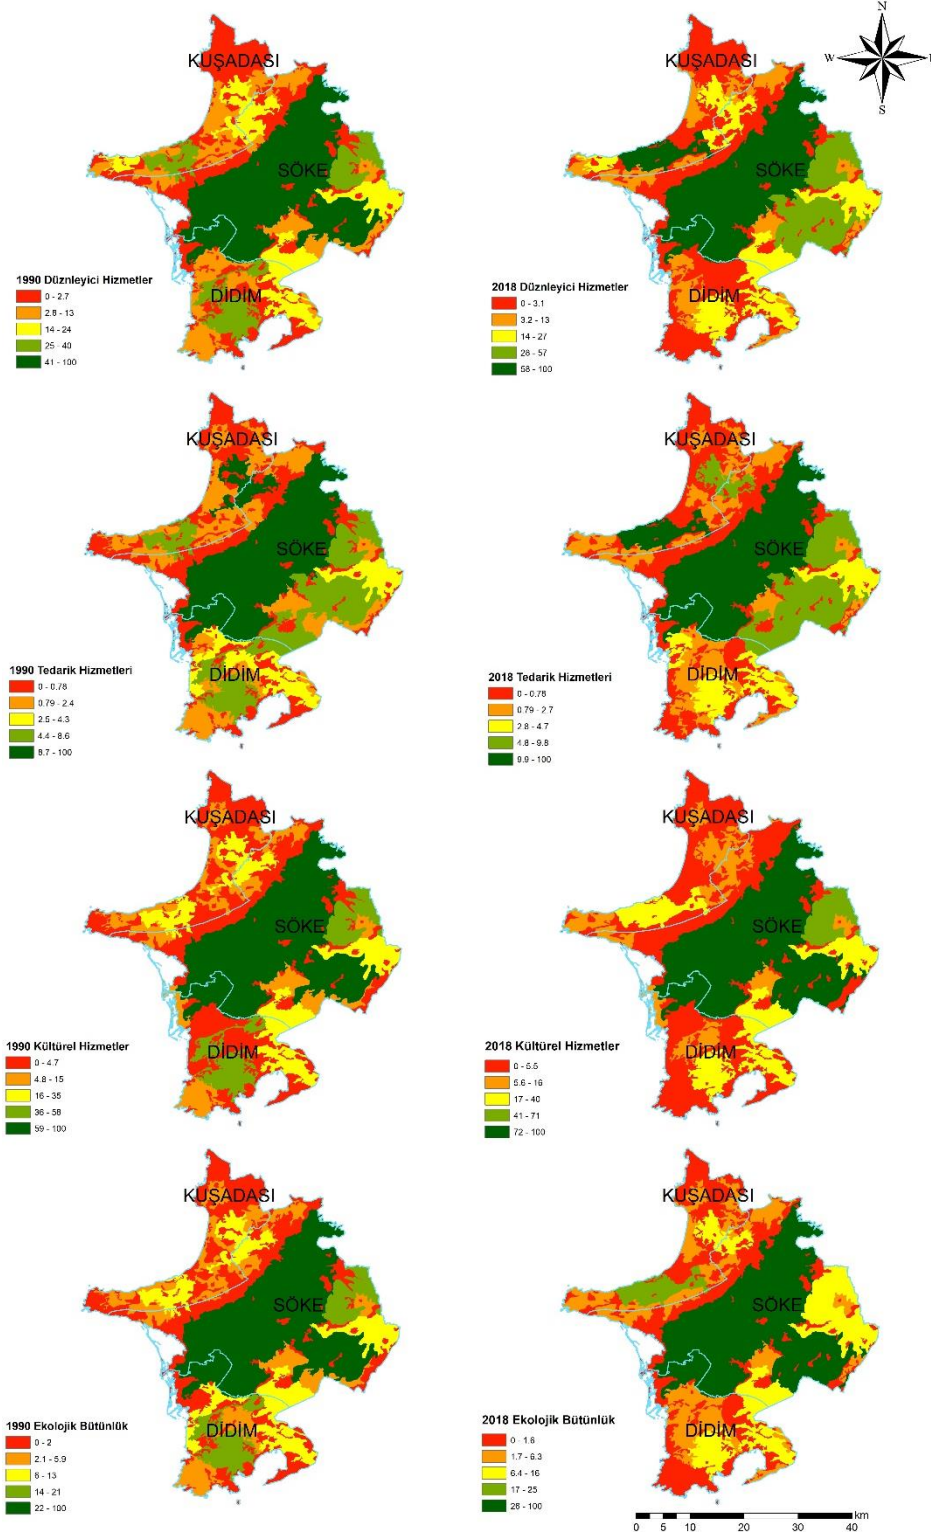 N
W
S
KUŞADASI
SÖKE
DİDİM
1990 Düznleyici Hizmetler
0 - 2.7
2.8 - 13
14 - 24
25 - 40
41 - 100
KUŞADASI
SÖKE
DİDİM
2018 Düznleyici Hizmetler
0 - 3.1
3.2 - 13
14 - 27
28 - 57
58 - 100
KUŞADASI
SÖKE
DİDİM
1990 Tedarik Hizmetleri
0 - 0.78
0.79 - 2.4
2.5 - 4.3
4.4 - 8.6
8.7 - 100
KUŞADASI
SÖKE
DİDİM
2018 Tedarik Hizmetleri
0 - 0.78
0.79 - 2.7
2.8 - 4.7
4.8 - 9.8
9.9 - 100
KUŞADASI
SÖKE
DİDİM
1990 Kültürel Hizmetler
0 - 4.7
4.8 - 15
16 - 35
36 - 58
59 - 100
KUŞADASI
SÖKE
DİDİM
2018 Kültürel Hizmetler
0 - 5.5
5.6 - 16
17 - 40
41 - 71
72 - 100
KUŞADASI
SÖKE
DİDİM
1990 Ekolojik Bütünlük
0 - 2
2.1 - 5.9
6 - 13
14 - 21
22 - 100
KUŞADASI
SÖKE
DİDİM
2018 Ekolojik Bütünlük
0 - 1.6
1.7 - 6.3
6.4 - 16
17 - 25
26 - 100
km
0 5 10 20 30 40